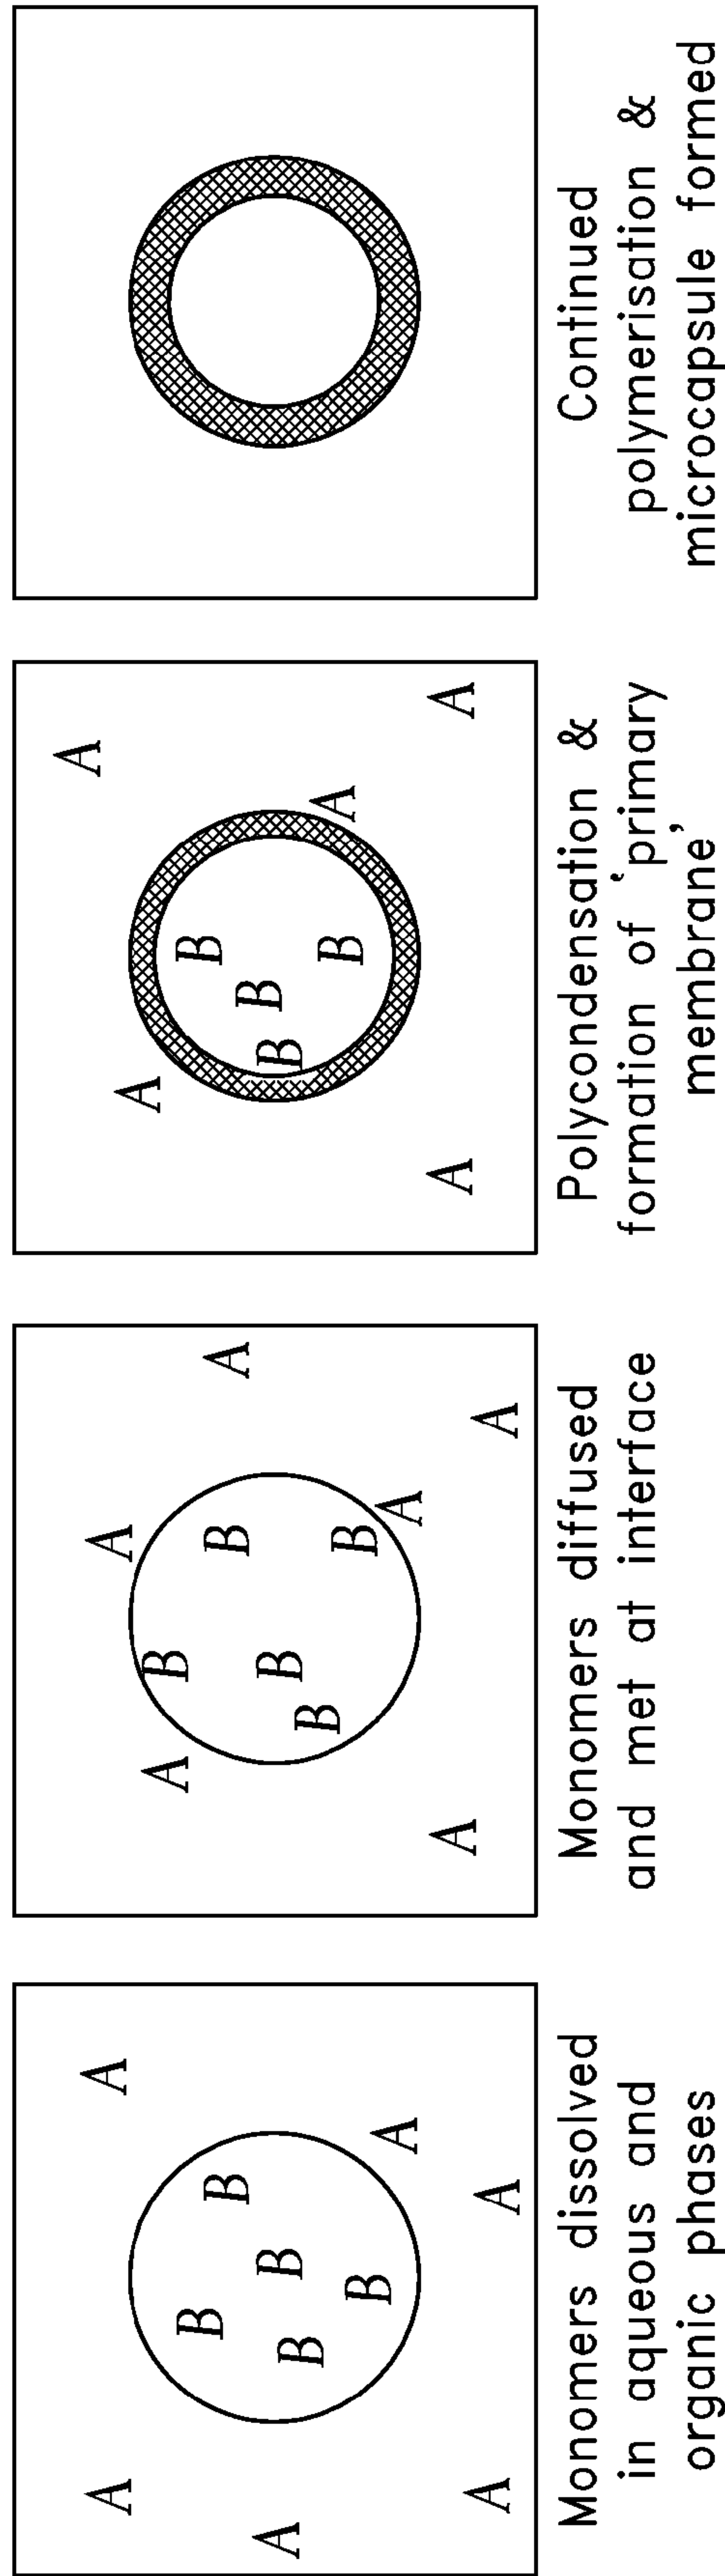 A A
B B
A B B
B A
A A
Monomers dissolved
in aqueous and
organic phases
A
A B
B A
B
B
B
A
A
A
Monomers diffused
and met at interface
A
A
B
B
B
B A
A A
Polycondensation &
formation of 'primary
membrane'
Continued
polymerisation &
microcapsule formed